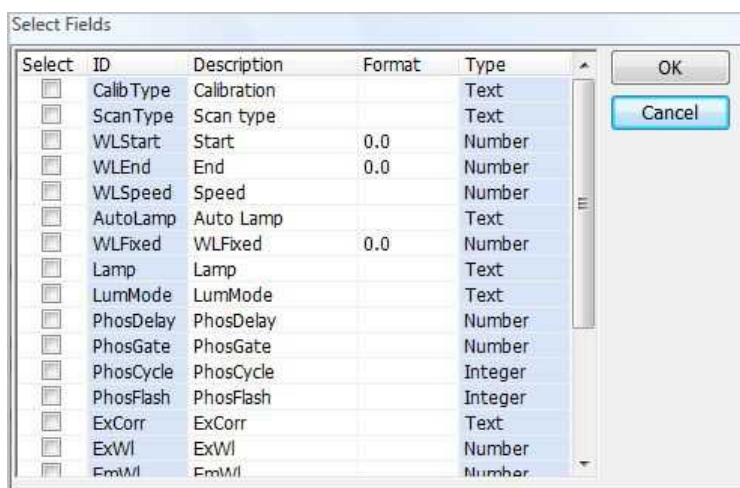 Select Fields
Select ID Description Format Type
CalibType Calibration Text
ScanType Scan type Text
WLStart Start 0.0 Number
WLEnd End 0.0 Number
WLSpeed Speed Number
AutoLamp Auto Lamp Text
WLFixed WLFixed 0.0 Number
Lamp Lamp Text
LumMode LumMode Text
PhosDelay PhosDelay Number
PhosGate PhosGate Number
PhosCycle PhosCycle Integer
PhosFlash PhosFlash Integer
ExCorr ExCorr Text
ExWl ExWl Number
EmWl EmWl Number
OK
Cancel